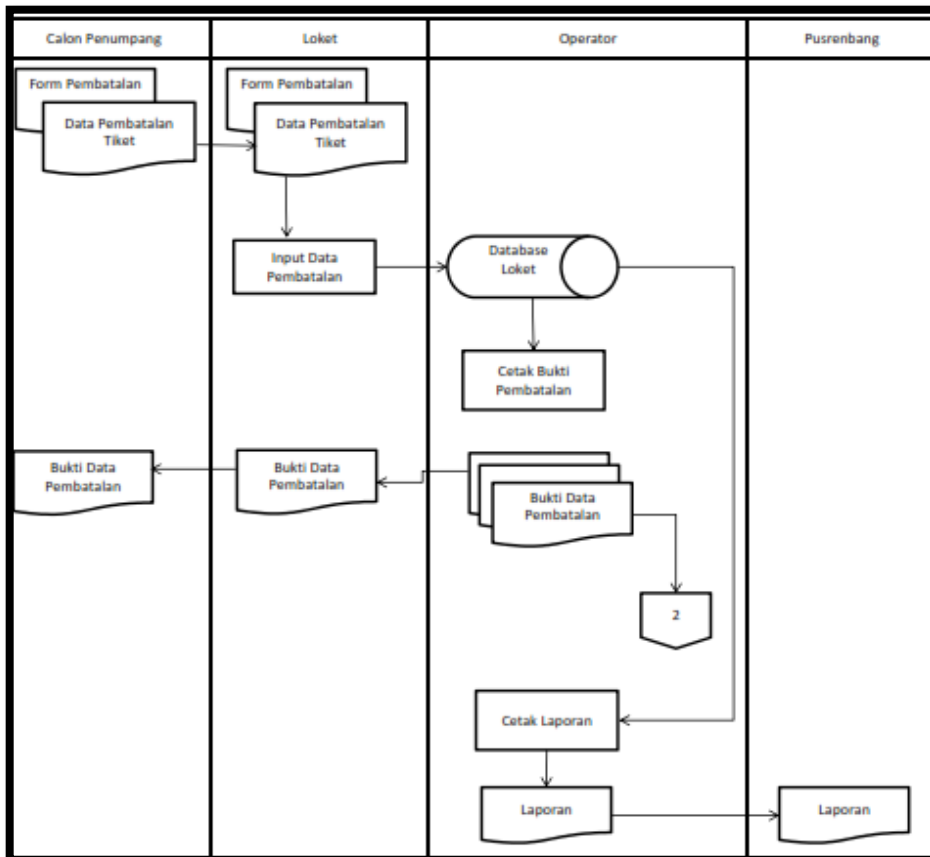 Calon Penumpang
Loket
Operator
Pusrenbang
Form Pembatalan
Data Pembatalan
Tiket
Form Pembatalan
Data Pembatalan
Tiket
Input Data
Pembatalan
Database
Loket
Cetak Bukti
Pembatalan
Bukti Data
Pembatalan
Bukti Data
Pembatalan
Bukti Data
Pembatalan
2
Cetak Laporan
Laporan
Laporan